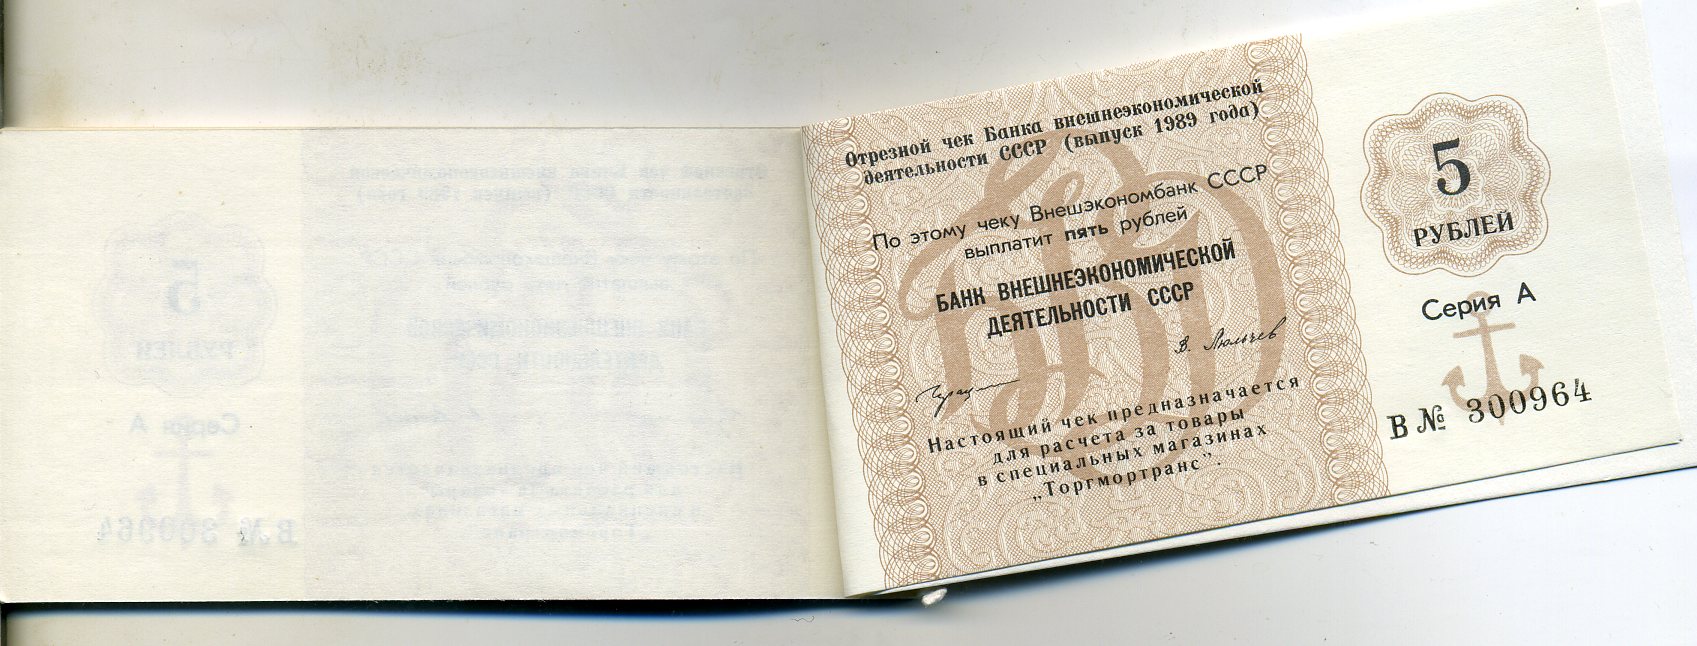 Отрезной чек Банка внешнеэкономической
деятельности СССР (выпуск 1989 года)
По этому чеку Внешэкономбанк СССР
выплатит пять рублей
БАНК ВНЕШНЕЭКОНОМИЧЕСКОЙ
ДЕЯТЕЛЬНОСТИ СССР
В. Люльчев
Настоящий чек предназначается
для расчета за товары
в специальных магазинах
„Торгмортранс".
5
РУБЛЕЙ
Серия А
В № 300964